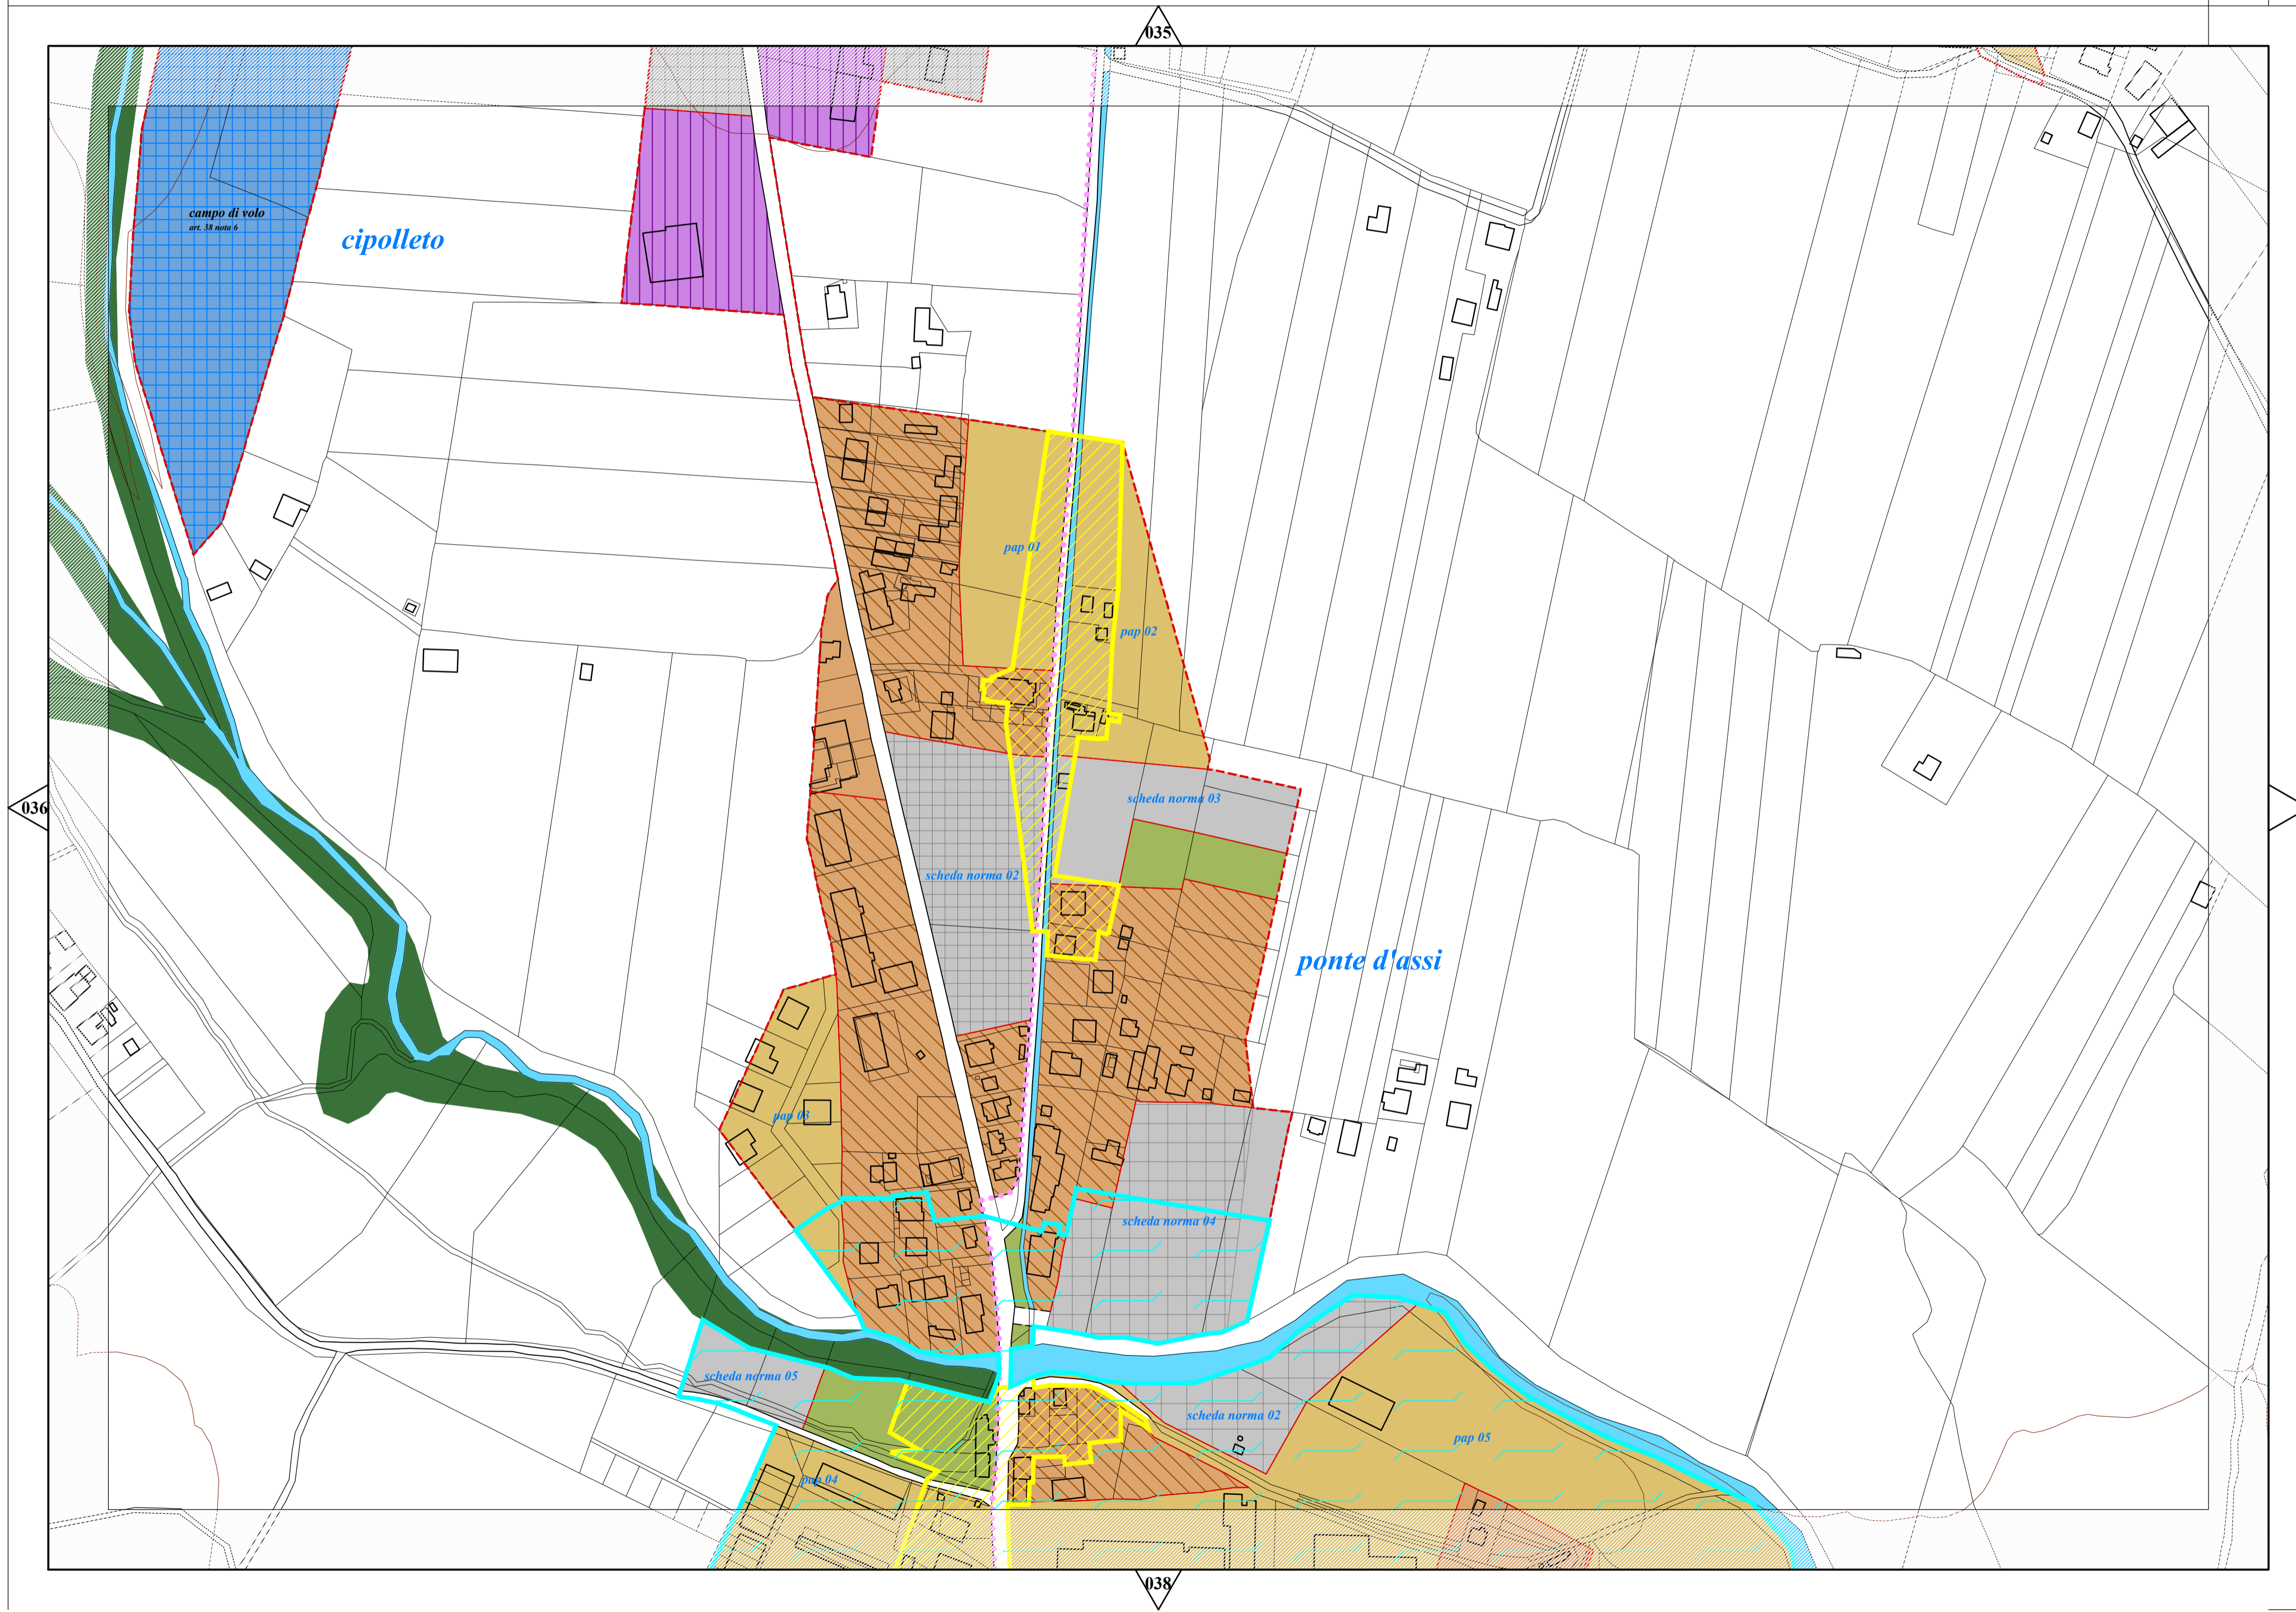 035
campo di volo
art. 38 nota 6
cipolleto
pap 01
pap 02
036
scheda norma 03
scheda norma 02
ponte d'assi
pap 03
scheda norma 04
scheda norma 05
scheda norma 02
pap 05
pap 04
038